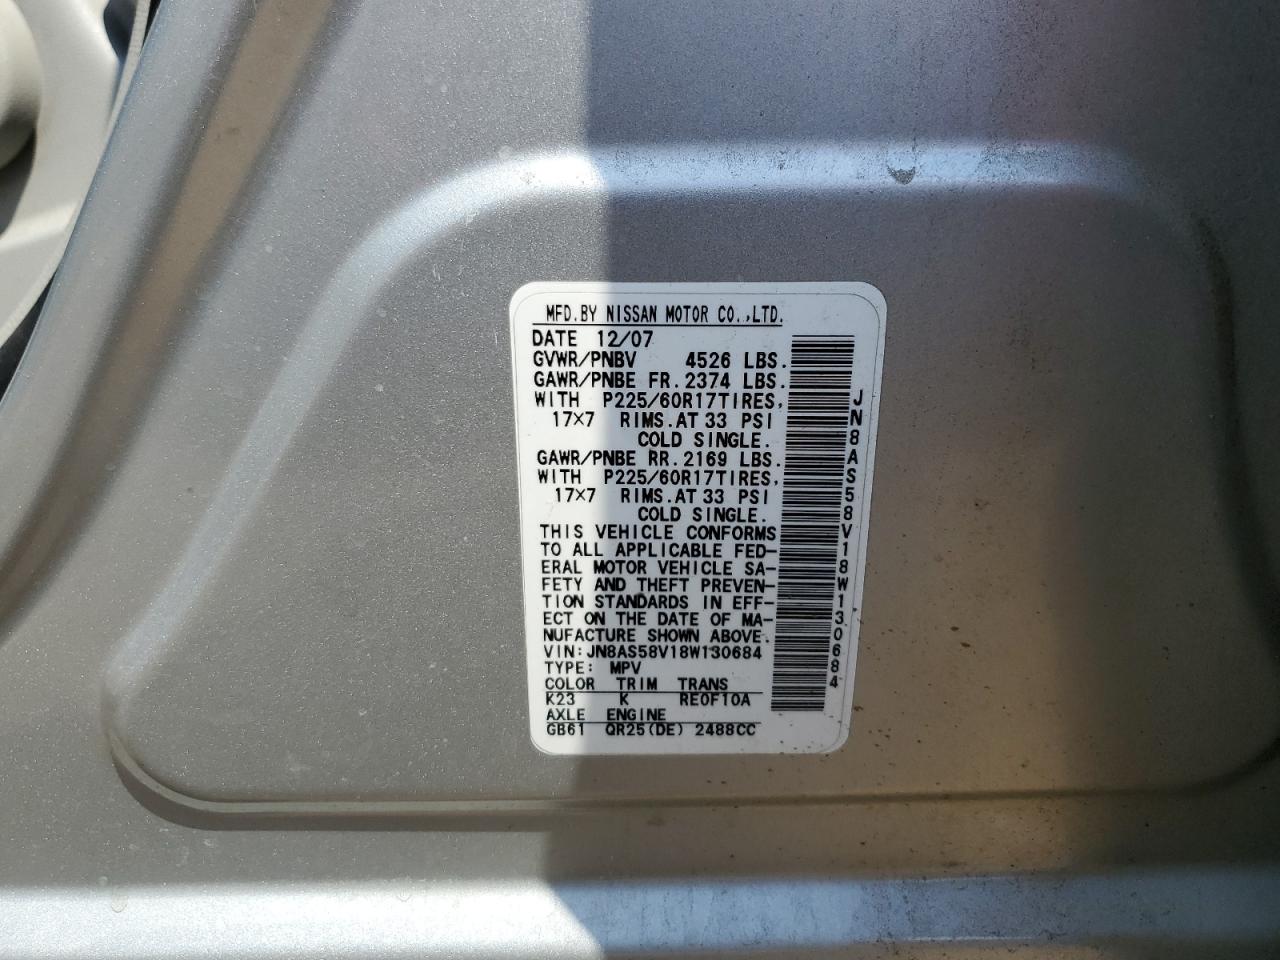 MFD.BY NISSAN MOTOR CO.,LTD.
DATE 12/07
GVWR/PNBV 4526 LBS.
GAWR/PNBE FR.2374 LBS.
WITH P225/60R17TIRES,
17×7 RIMS.AT 33 PSI
COLD SINGLE.
GAWR/PNBE RR.2169 LBS.
WITH P225/60R17TIRES,
17×7 RIMS.AT 33 PSI
COLD SINGLE.
THIS VEHICLE CONFORMS
TO ALL APPLICABLE FED-
ERAL MOTOR VEHICLE SA-
FETY AND THEFT PREVEN-
TION STANDARDS IN EFF-
ECT ON THE DATE OF MA-
NUFACTURE SHOWN ABOVE.
VIN:JN8AS58V18W130684
TYPE: MPV
COLOR TRIM TRANS
K23 K RE0F10A
AXLE ENGINE
GB61 QR25(DE) 2488CC
JN8AS58V18W130684